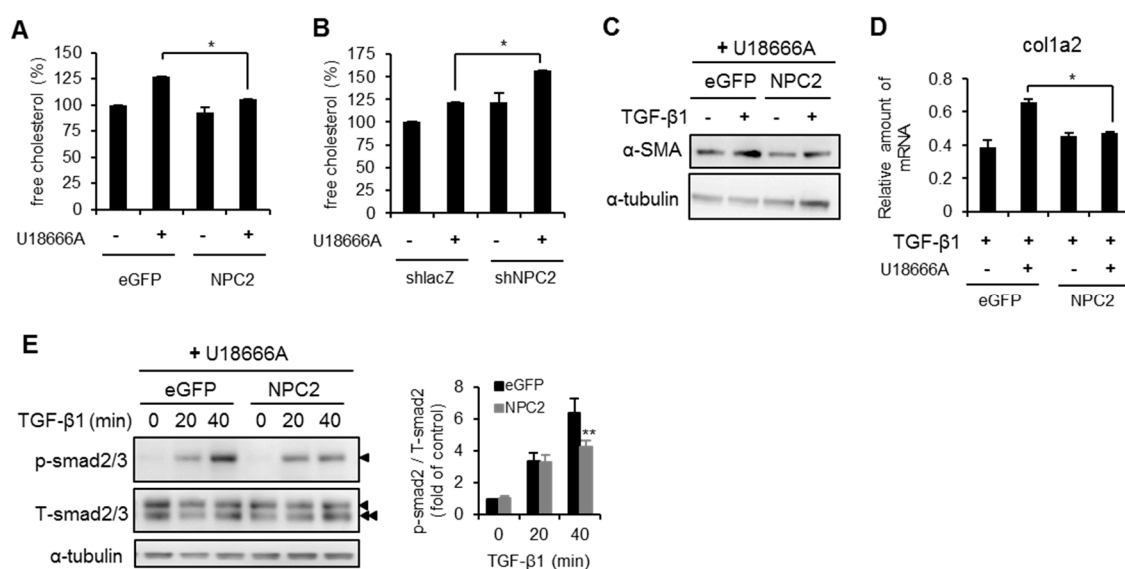 A
free cholesterol (%)
150
125
100
75
50
25
0
U18666A - + - +
eGFP NPC2
*
B
free cholesterol (%)
175
150
125
100
75
50
25
0
U18666A - + - +
shlacZ shNPC2
*
C
+ U18666A
eGFP NPC2
TGF-β1 - + - +
α-SMA
α-tubulin
D
col1a2
Relative amount of
mRNA
0.8
0.6
0.4
0.2
0
*
TGF-β1 + + + +
U18666A - + - +
eGFP NPC2
E
+ U18666A
eGFP NPC2
TGF-β1 (min) 0 20 40 0 20 40
p-smad2/3
T-smad2/3
α-tubulin
p-smad2 / T-smad2
(fold of control)
8
6
4
2
0
eGFP
NPC2
**
0 20 40
TGF-β1 (min)